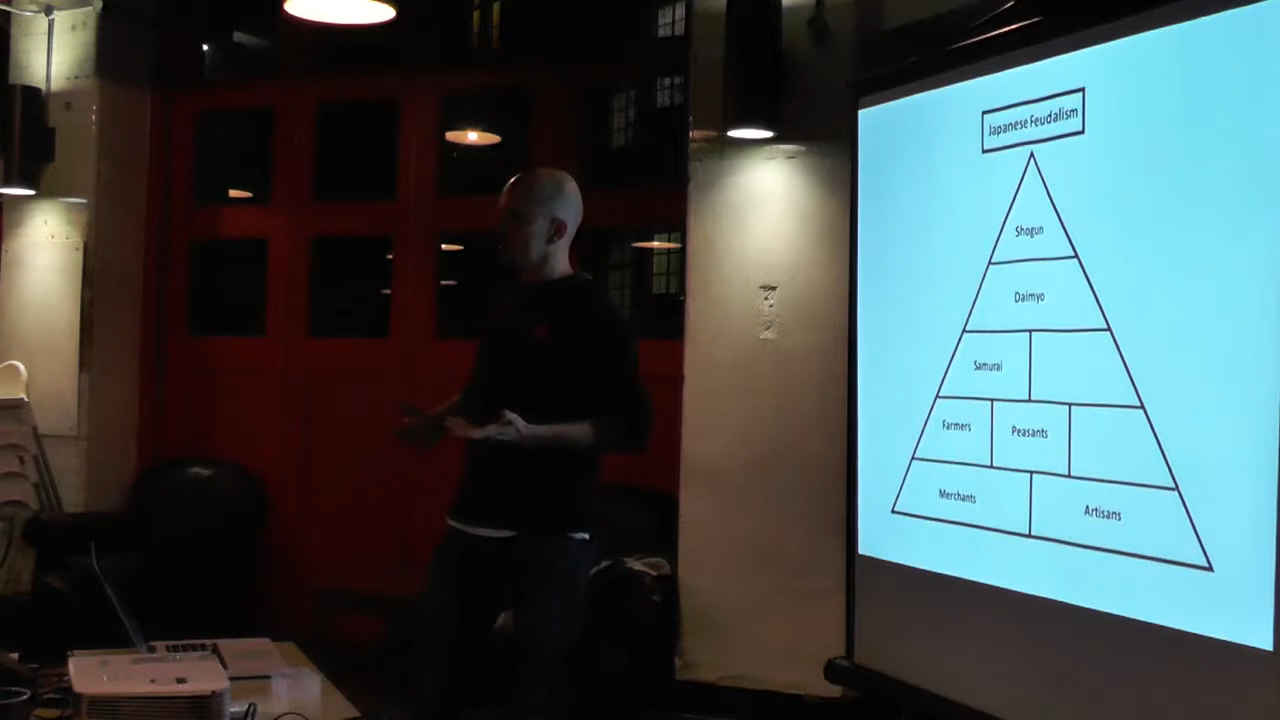 Japanese Feudalism
Shogun
Daimyo
Samurai
Farmers Peasants
Merchants Artisans